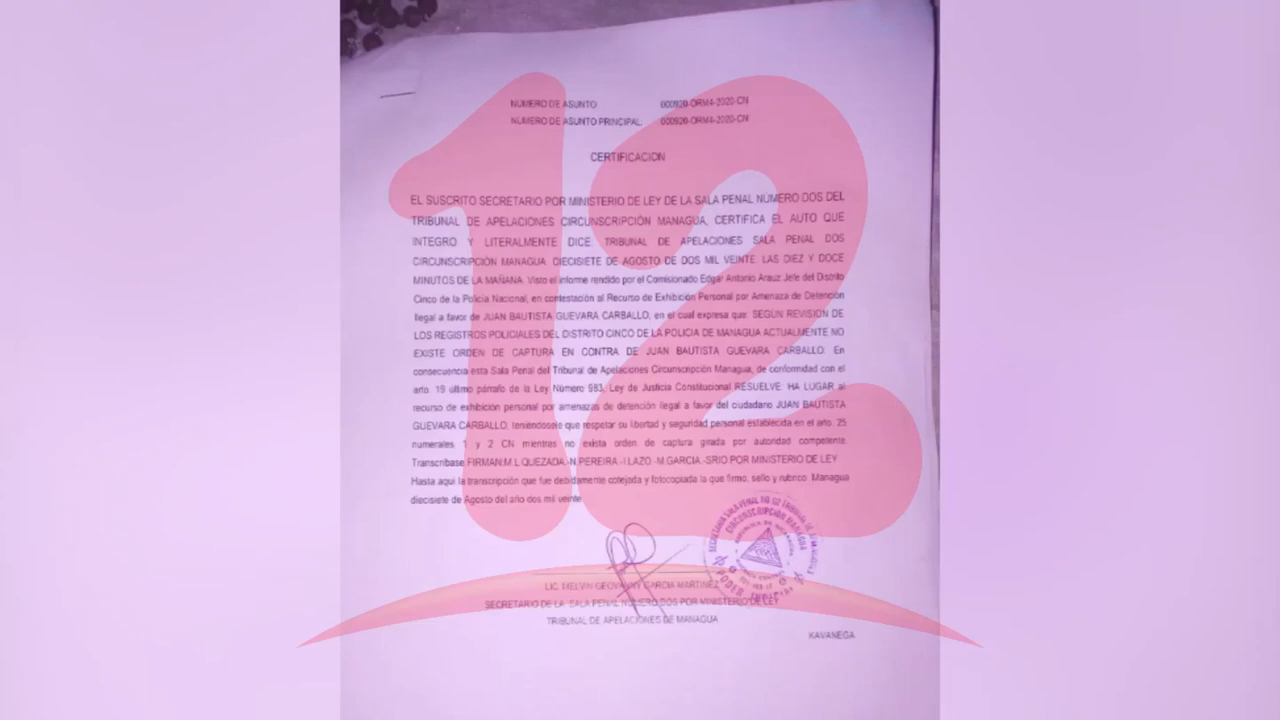 NÚMERO DE ASUNTO: 000928-ORM4-2020-CN
NÚMERO DE ASUNTO PRINCIPAL: 000928-ORM4-2020-CN
CERTIFICACION
EL SUSCRITO SECRETARIO POR MINISTERIO DE LEY DE LA SALA PENAL NÚMERO DOS DEL
TRIBUNAL DE APELACIONES CIRCUNSCRIPCIÓN MANAGUA, CERTIFICA EL AUTO QUE
INTEGRO Y LITERALMENTE DICE: TRIBUNAL DE APELACIONES SALA PENAL DOS
CIRCUNSCRIPCIÓN MANAGUA. DIECISIETE DE AGOSTO DE DOS MIL VEINTE. LAS DIEZ Y DOCE
MINUTOS DE LA MAÑANA. Visto el informe rendido por el Comisionado Edgar Antonio Arauz Jefe del Distrito
Cinco de la Policía Nacional, en contestación al Recurso de Exhibición Personal por Amenaza de Detención
Ilegal a favor de JUAN BAUTISTA GUEVARA CARBALLO, en el cual expresa que: SEGÚN REVISIÓN DE
LOS REGISTROS POLICIALES DEL DISTRITO CINCO DE LA POLICIA DE MANAGUA ACTUALMENTE NO
EXISTE ORDEN DE CAPTURA EN CONTRA DE JUAN BAUTISTA GUEVARA CARBALLO. En
consecuencia esta Sala Penal del Tribunal de Apelaciones Circunscripción Managua, de conformidad con el
arto. 19 último párrafo de la Ley Número 983, Ley de Justicia Constitucional RESUELVE: HA LUGAR al
recurso de exhibición personal por amenazas de detención ilegal a favor del ciudadano JUAN BAUTISTA
GUEVARA CARBALLO, teniéndosele que respetar su libertad y seguridad personal establecida en el arto. 25
numerales 1 y 2 CN mientras no exista orden de captura girada por autoridad competente.
Transcríbase FIRMAN:M.L QUEZADA.-N.PEREIRA.-I.LAZO.-M.GARCIA.-SRIO POR MINISTERIO DE LEY
Hasta aquí la transcripción que fue debidamente cotejada y fotocopiada la que firmo, sello y rubrico. Managua
diecisiete de Agosto del año dos mil veinte.
LIC. MELVIN GEOVANNY GARCIA MARTINEZ
SECRETARIO DE LA SALA PENAL NÚMERO DOS POR MINISTERIO DE LEY
TRIBUNAL DE APELACIONES DE MANAGUA
KAVANEGA
12